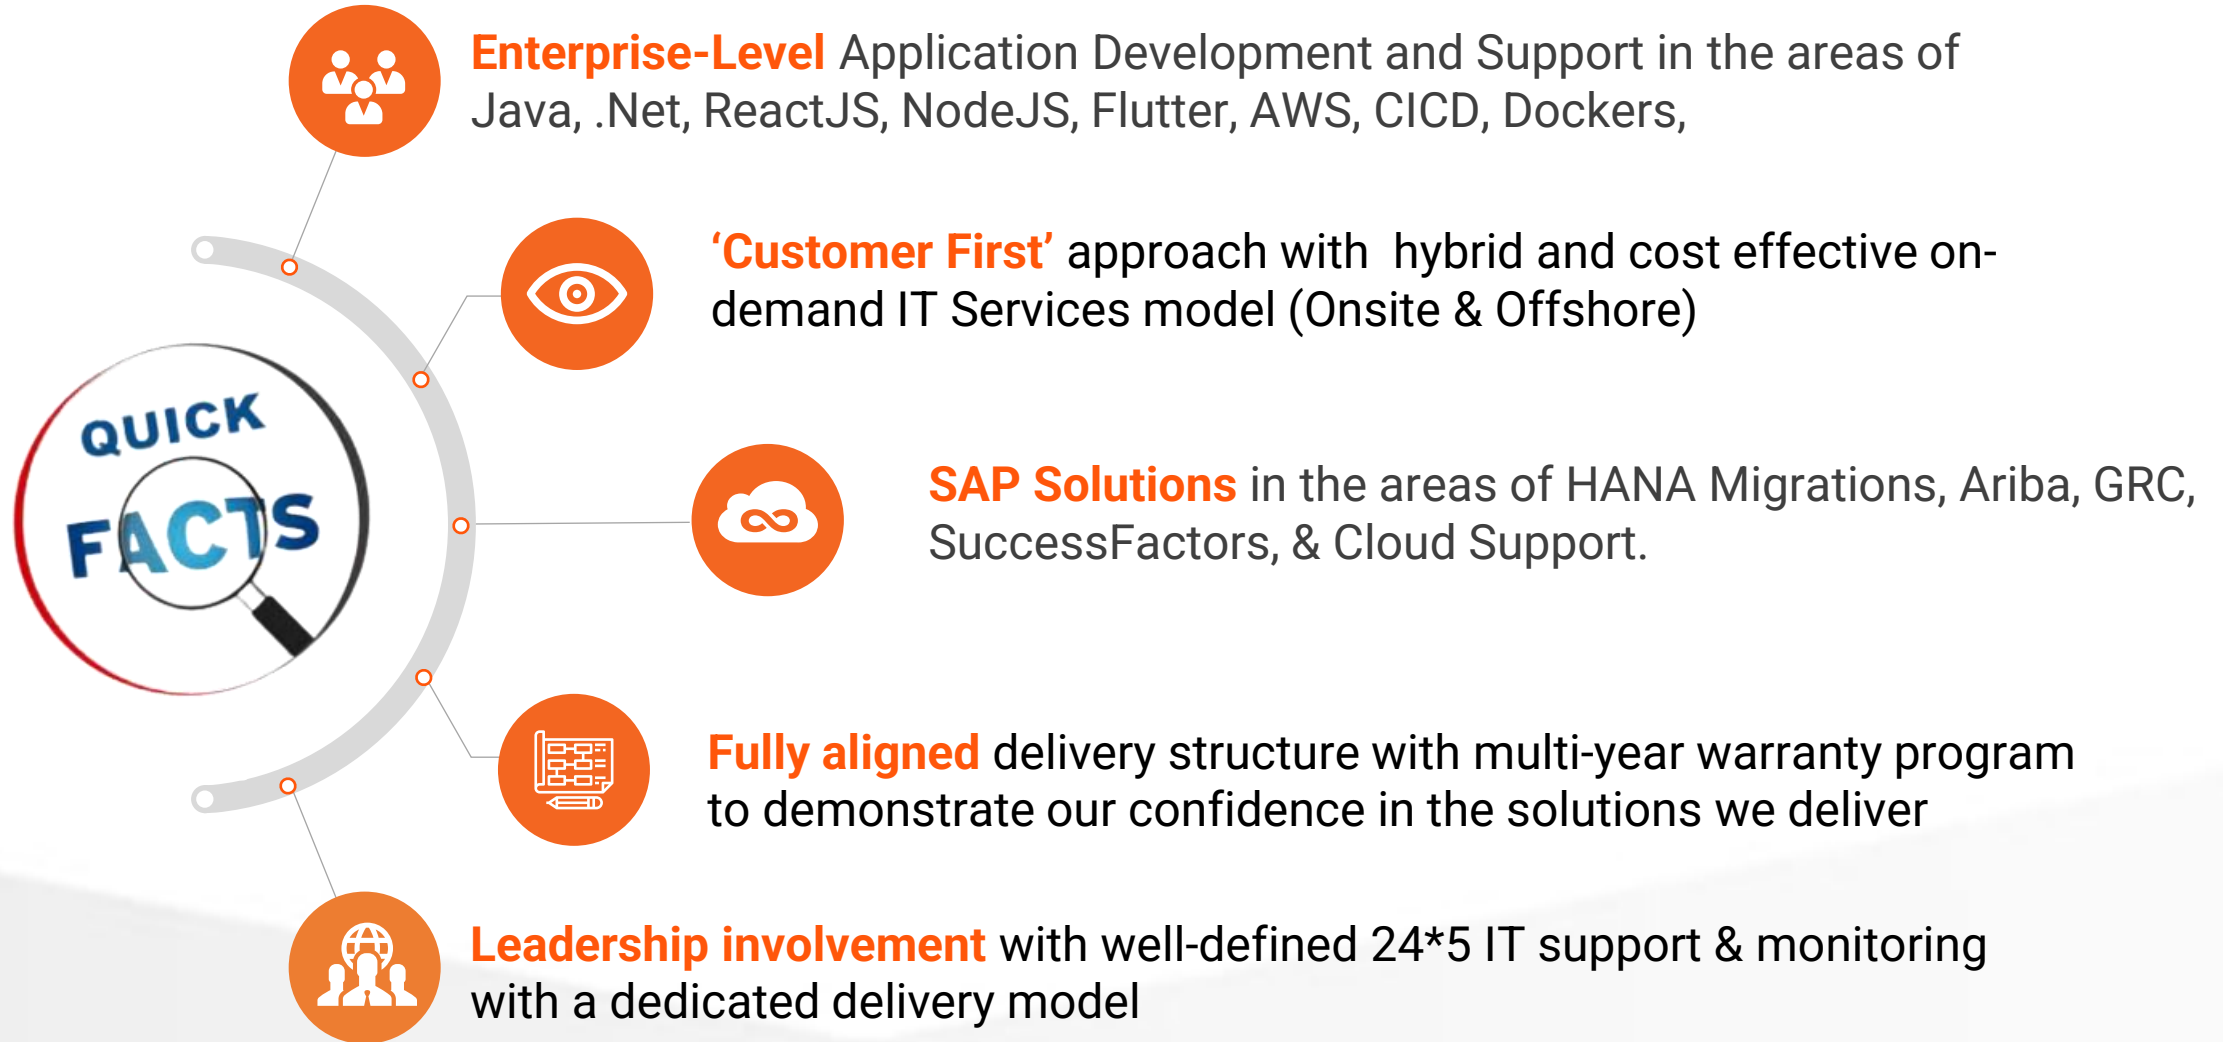 Enterprise-Level Application Development and Support in the areas of
Java, .Net, ReactJS, NodeJS, Flutter, AWS, CICD, Dockers,
‘Customer First’ approach with  hybrid and cost effective on-
demand IT Services model (Onsite & Offshore)
QUICK
FACTS
SAP Solutions in the areas of HANA Migrations, Ariba, GRC,
SuccessFactors, & Cloud Support.
Fully aligned delivery structure with multi-year warranty program
to demonstrate our confidence in the solutions we deliver
Leadership involvement with well-defined 24*5 IT support & monitoring
with a dedicated delivery model